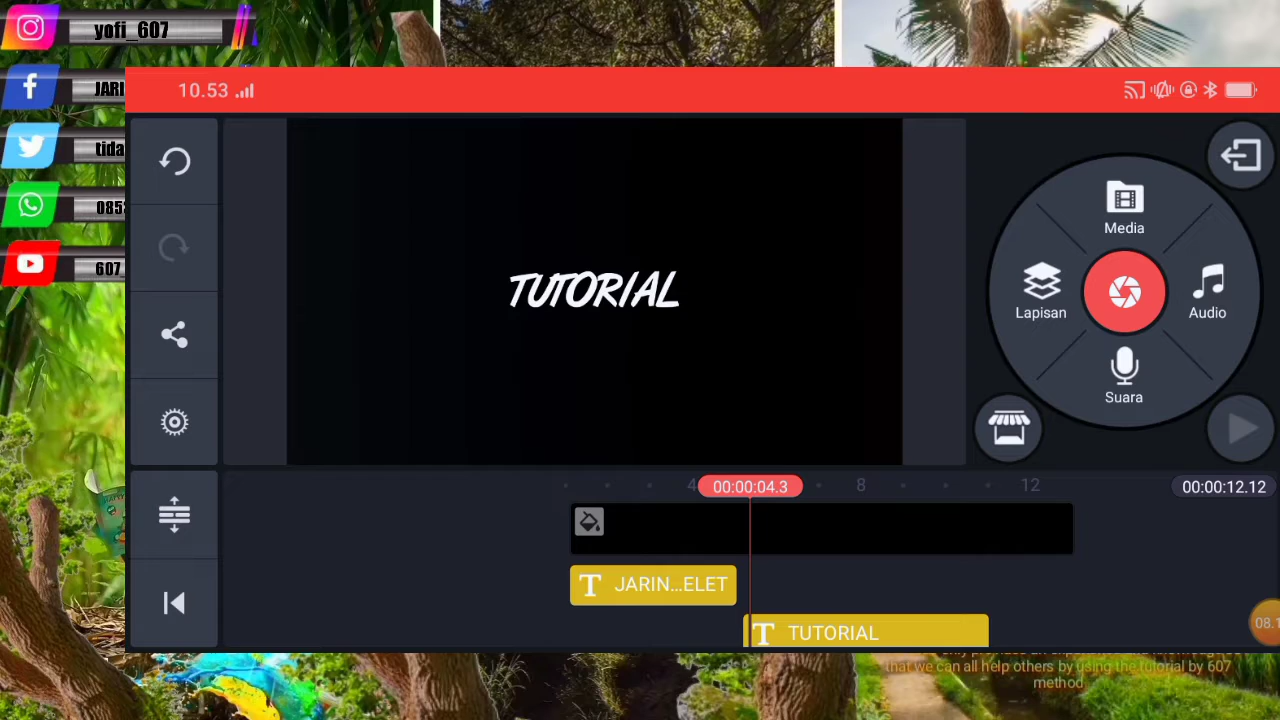 yofi_607
JARI
tida
085
607
10.53
TUTORIAL
Media
Lapisan
Audio
Suara
4
00:00:04.3
8
12
00:00:12.12
JARIN...ELET
TUTORIAL
08.1
that we can all help others by using the tutorial by 607
method